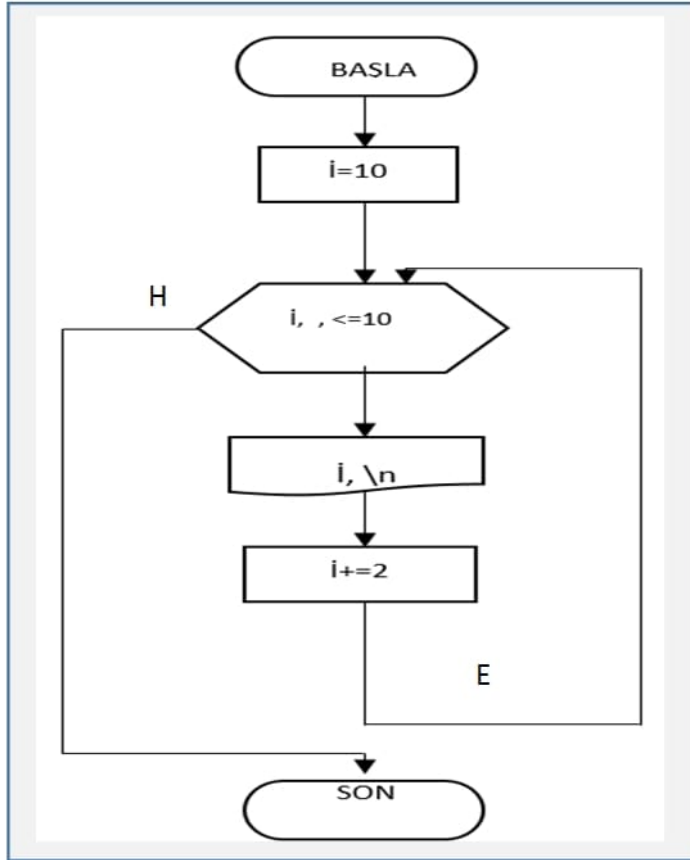 BASLA
İ=10
H
İ, , <=10
İ, \n
İ+=2
E
SON